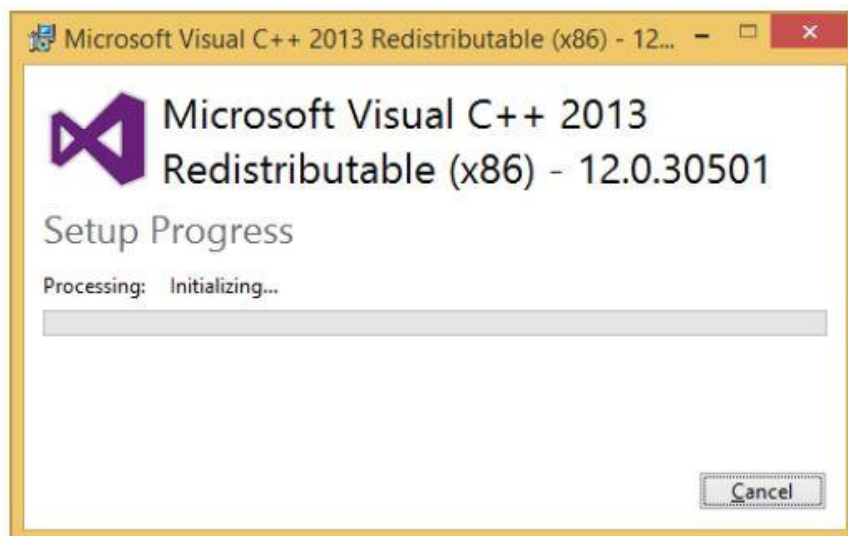 Microsoft Visual C++ 2013 Redistributable (x86) - 12...
Microsoft Visual C++ 2013
Redistributable (x86) - 12.0.30501
Setup Progress
Processing: Initializing...
Cancel